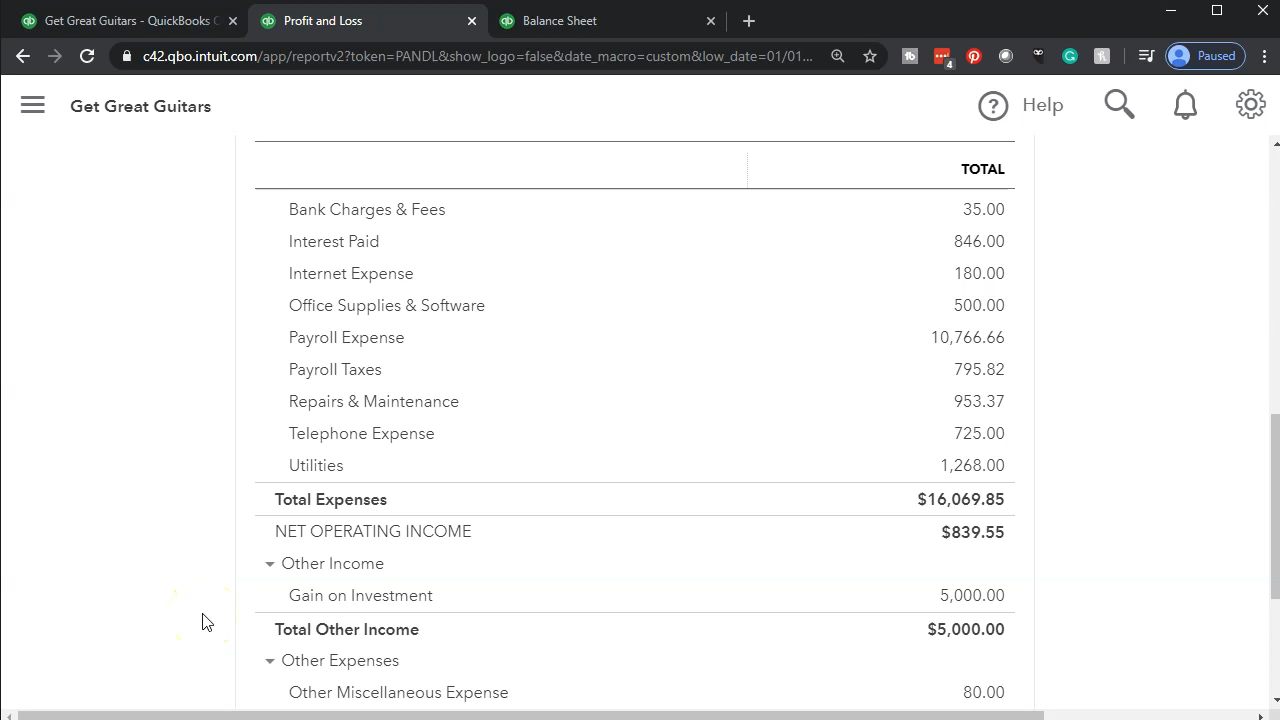 Get Great Guitars - QuickBooks
Profit and Loss
Balance Sheet
c42.qbo.intuit.com/app/reportv2?token=PANDL&show_logo=false&date_macro=custom&low_date=01/01...
4
Paused
Get Great Guitars
Help
TOTAL
Bank Charges & Fees 35.00
Interest Paid 846.00
Internet Expense 180.00
Office Supplies & Software 500.00
Payroll Expense 10,766.66
Payroll Taxes 795.82
Repairs & Maintenance 953.37
Telephone Expense 725.00
Utilities 1,268.00
Total Expenses $16,069.85
NET OPERATING INCOME $839.55
Other Income
Gain on Investment 5,000.00
Total Other Income $5,000.00
Other Expenses
Other Miscellaneous Expense 80.00